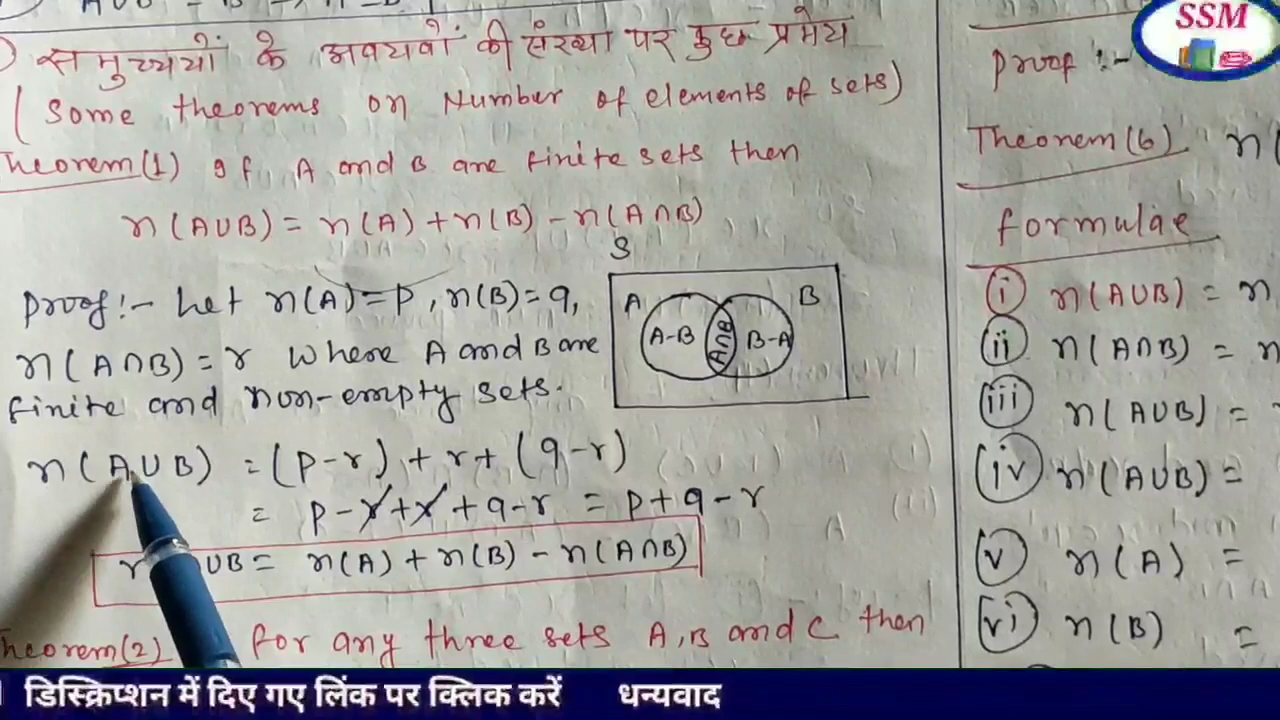 समुच्चयों के अवयवों की संख्या पर कुछ प्रमेय
(Some theorems on Number of elements of sets)
Theorem(1) If A and B are finite sets then
n(A∪B) = n(A) + n(B) - n(A∩B)
Proof:- Let n(A)=p, n(B)=q,
n(A∩B)=r where A and B are
finite and non-empty sets.
S
A B
A-B A∩B B-A
n(A∪B) = (p-r) + r + (q-r)
= p-r+r+q-r = p+q-r
∪B = n(A) + n(B) - n(A∩B)
Theorem(2) for any three sets A, B and C then
SSM
Proof :-
Theorem(6) n(
formulae
(i) n(A∪B) = n
(ii) n(A∩B) = n
(iii) n(A∪B) =
(iv) n(A∪B) =
(v) n(A) =
(vi) n(B) =
डिस्क्रिप्शन में दिए गए लिंक पर क्लिक करें धन्यवाद